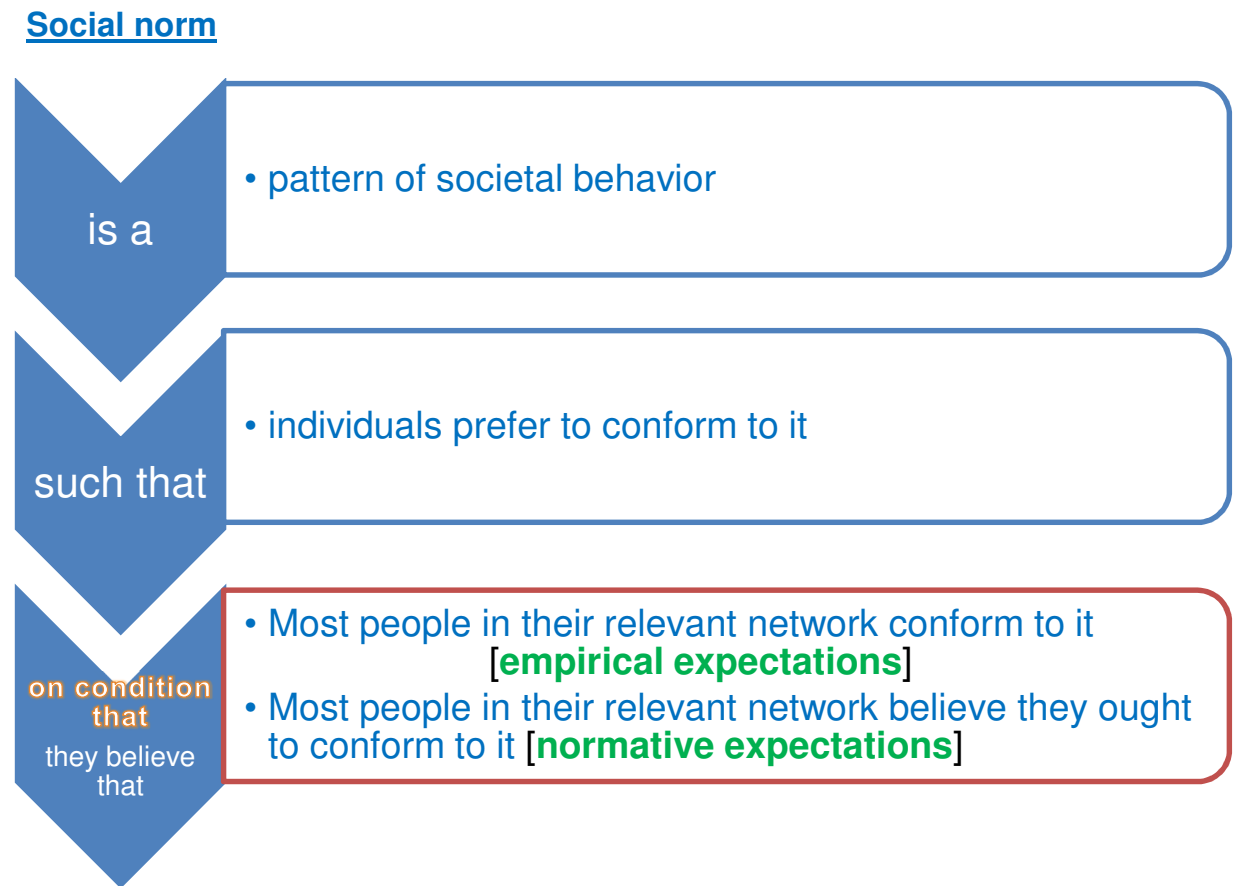 Social norm
is a
• pattern of societal behavior
such that
• individuals prefer to conform to it
on condition
that
they believe
that
• Most people in their relevant network conform to it
[empirical expectations]
• Most people in their relevant network believe they ought
to conform to it [normative expectations]